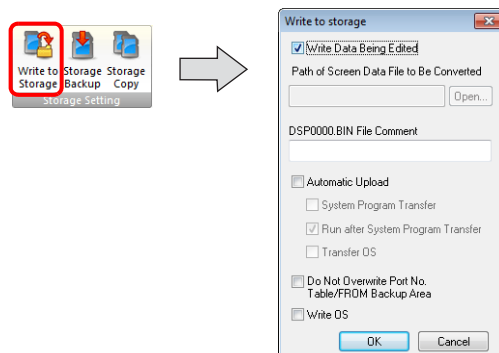 Write to Storage Storage
Storage Backup Copy
Storage Setting
Write to storage
Write Data Being Edited
Path of Screen Data File to Be Converted
Open...
DSP0000.BIN File Comment
Automatic Upload
System Program Transfer
Run after System Program Transfer
Transfer OS
Do Not Overwrite Port No.
Table/FROM Backup Area
Write OS
OK Cancel